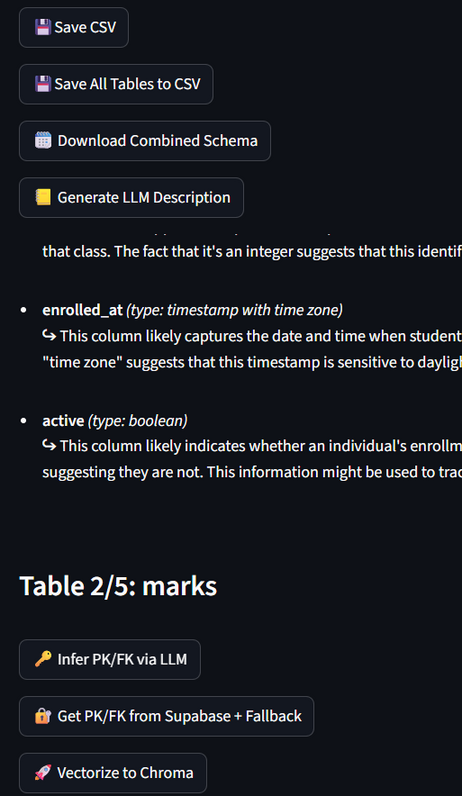 Save CSV
Save All Tables to CSV
Download Combined Schema
Generate LLM Description
that class. The fact that it's an integer suggests that this identif
enrolled_at (type: timestamp with time zone)
↪ This column likely captures the date and time when student
"time zone" suggests that this timestamp is sensitive to dayligh
active (type: boolean)
↪ This column likely indicates whether an individual's enrollm
suggesting they are not. This information might be used to trac
Table 2/5: marks
Infer PK/FK via LLM
Get PK/FK from Supabase + Fallback
Vectorize to Chroma